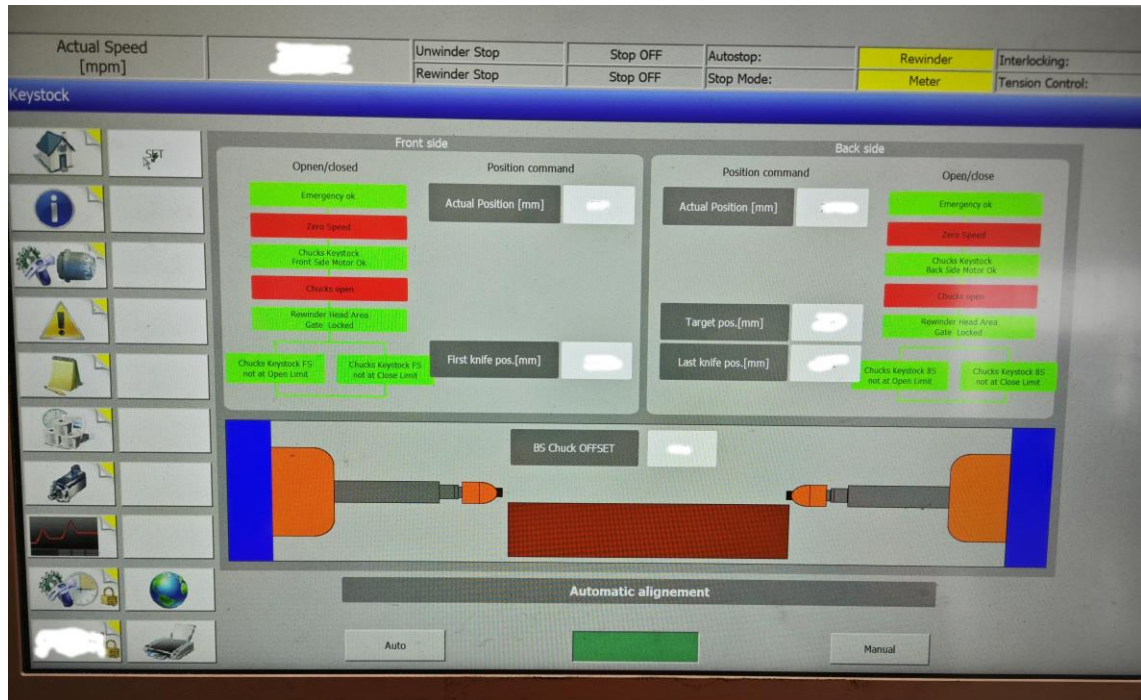 Actual Speed
[mpm]
Unwinder Stop
Stop OFF
Autostop:
Rewinder
Interlocking:
Rewinder Stop
Stop OFF
Stop Mode:
Meter
Tension Control:
Keystock
SET
Front side
Opnen/closed
Position command
Emergency ok
Actual Position [mm]
Zero Speed
Chucks Keystock
Front Side Motor Ok
Chucks open
Rewinder Head Area
Gate Locked
Chucks Keystock FS
not at Open Limit
Chucks Keystock FS
not at Close Limit
First knife pos.[mm]
Back side
Position command
Open/close
Actual Position [mm]
Emergency ok
Zero Speed
Chucks Keystock
Back Side Motor Ok
Chucks open
Target pos.[mm]
Rewinder Head Area
Gate Locked
Last knife pos.[mm]
Chucks Keystock BS
not at Open Limit
Chucks Keystock BS
not at Close Limit
BS Chuck OFFSET
Automatic alignement
Auto
Manual